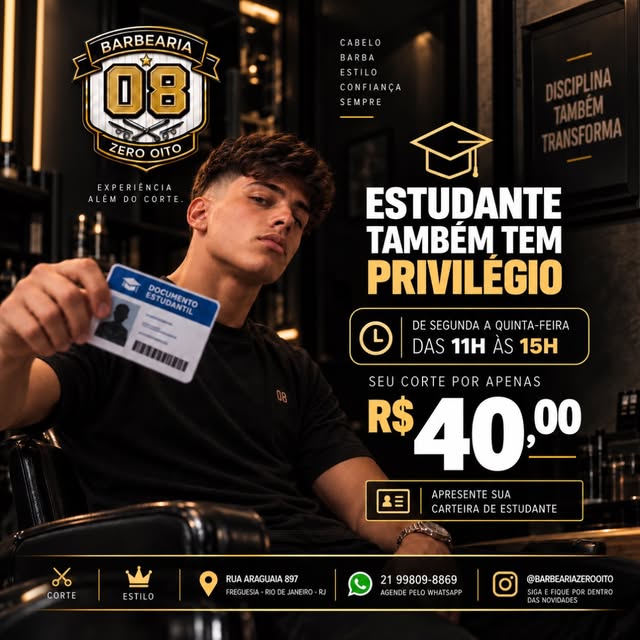 BARBEARIA
08
ZERO OITO
EXPERIÊNCIA
ALÉM DO CORTE.
CABELO
BARBA
ESTILO
CONFIANÇA
SEMPRE
DISCIPLINA
TAMBÉM
TRANSFORMA
ESTUDANTE
TAMBÉM TEM
PRIVILÉGIO
DE SEGUNDA A QUINTA-FEIRA
DAS 11H ÀS 15H
SEU CORTE POR APENAS
R$ 40,00
APRESENTE SUA
CARTEIRA DE ESTUDANTE
DOCUMENTO
ESTUDANTIL
08
CORTE
ESTILO
RUA ARAGUAIA 897
FREGUESIA - RIO DE JANEIRO - RJ
21 99809-8869
AGENDE PELO WHATSAPP
@BARBEARIAZEROOITO
SIGA E FIQUE POR DENTRO
DAS NOVIDADES